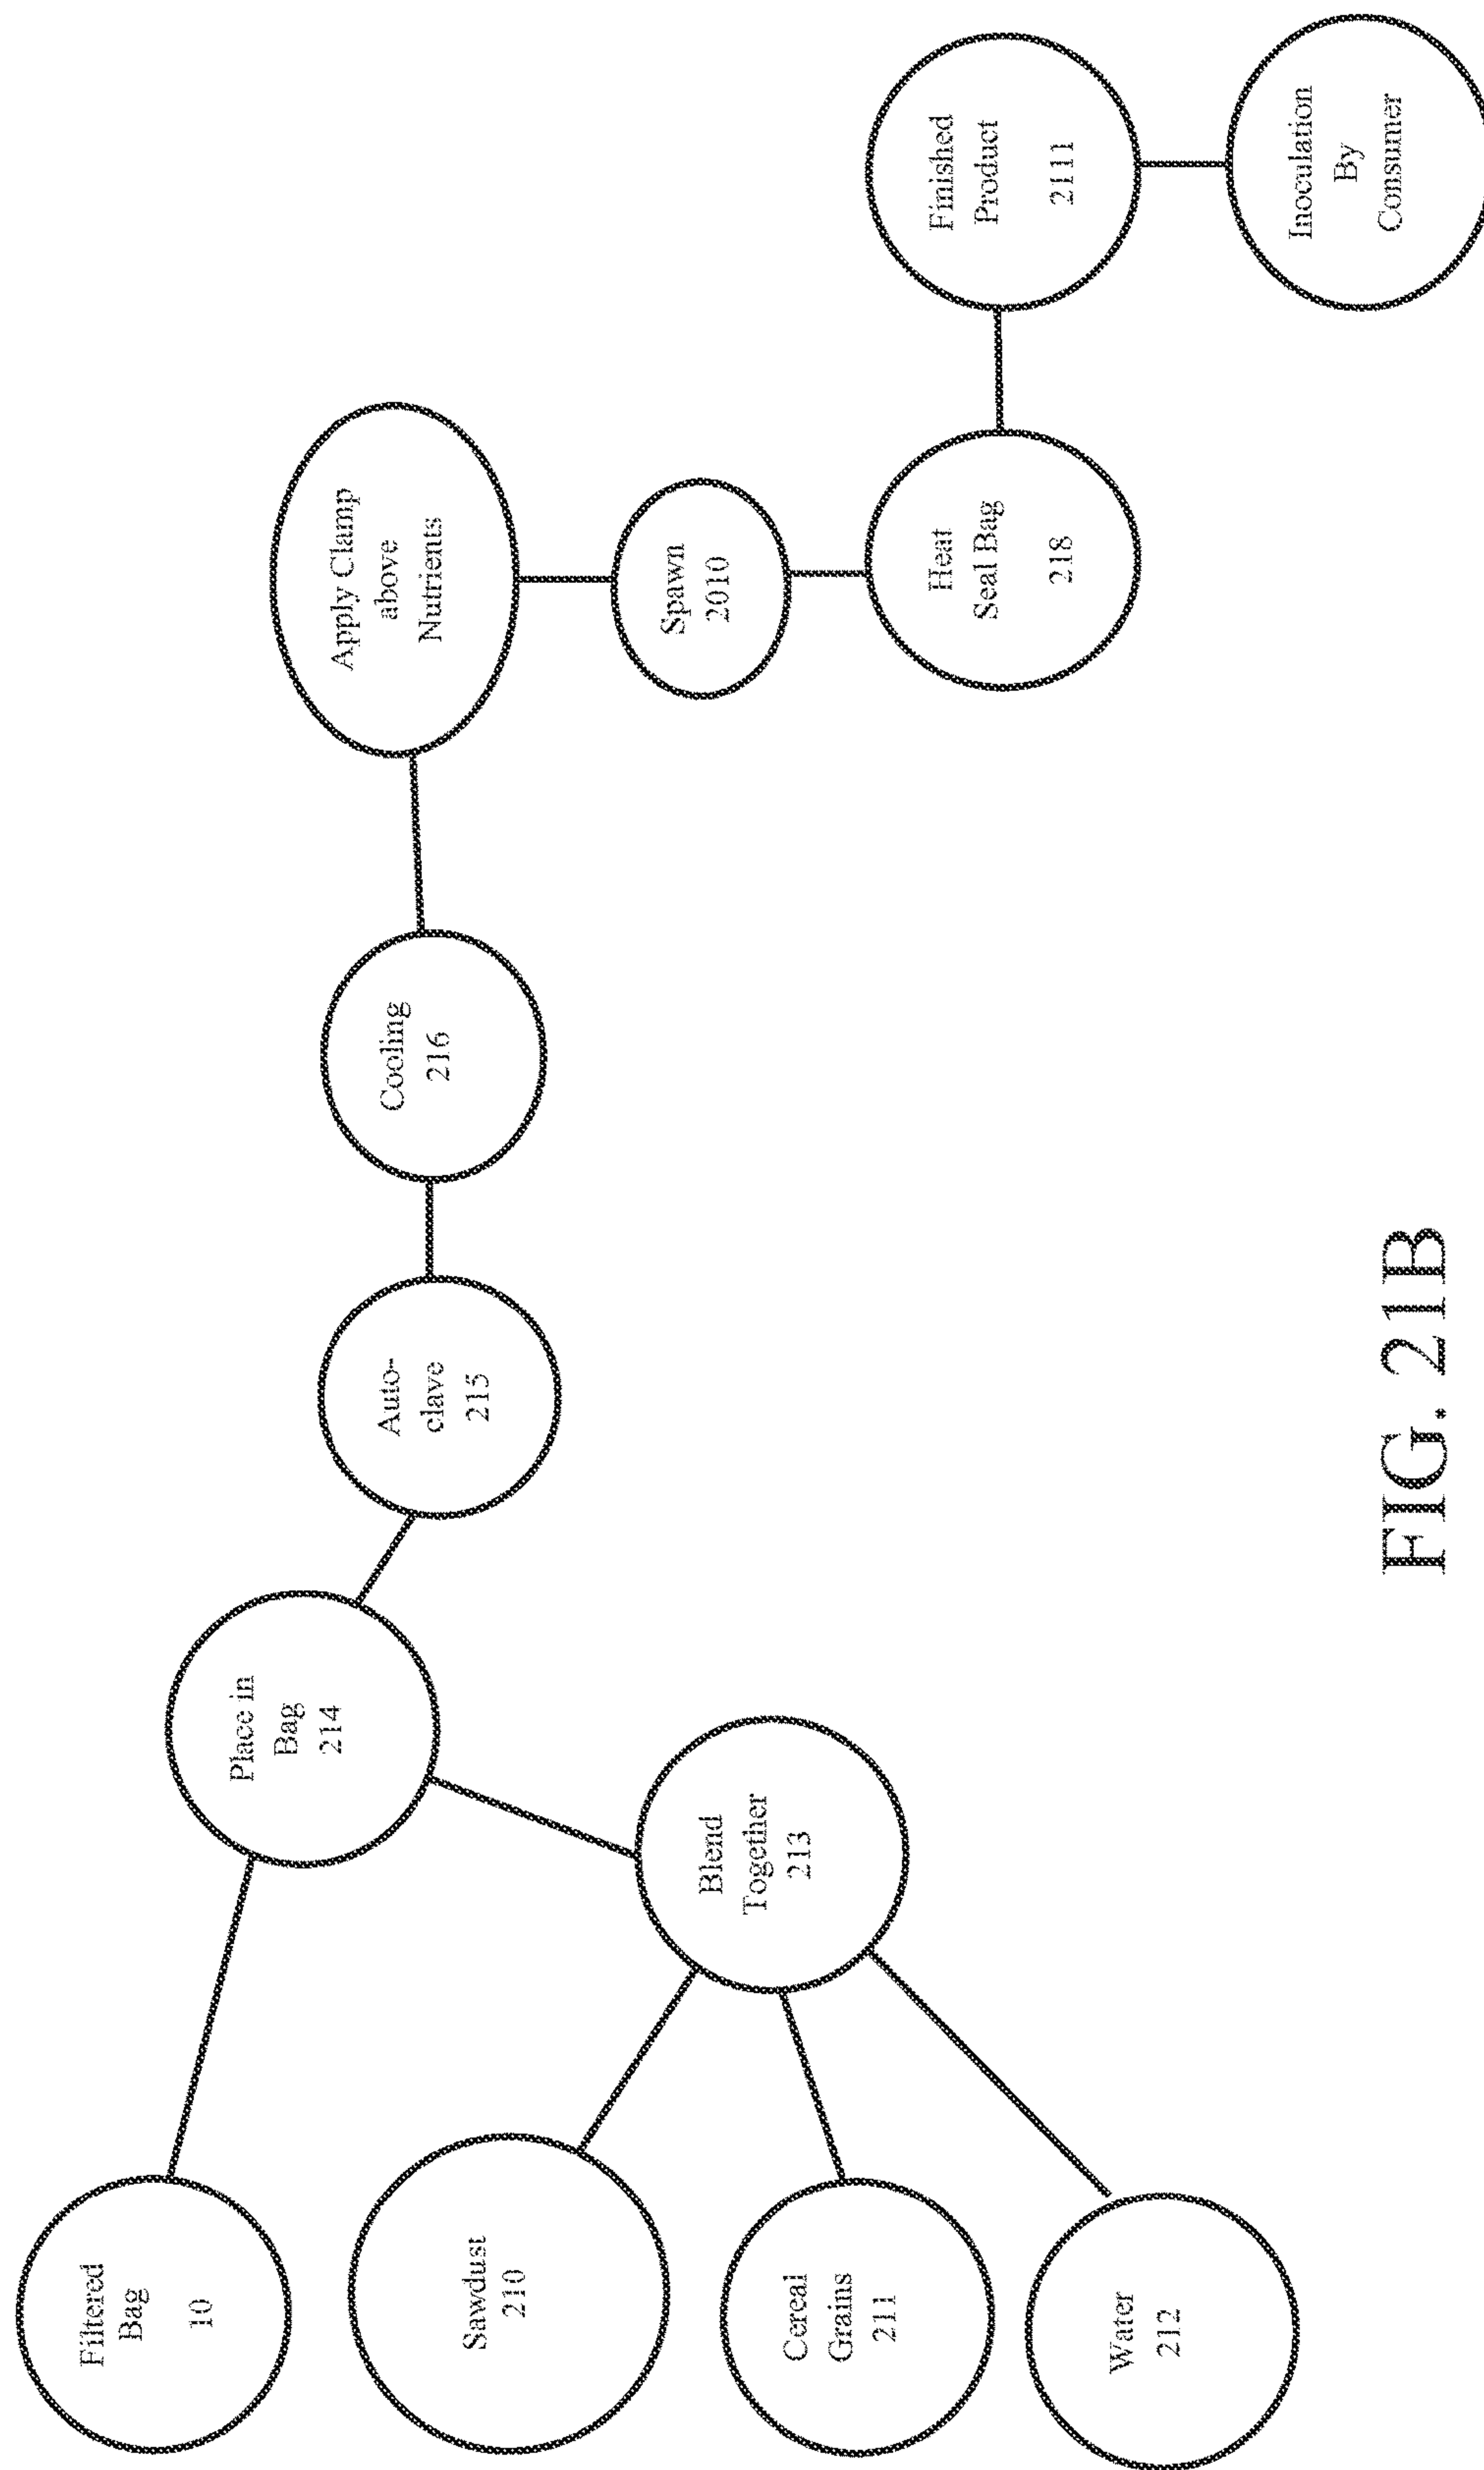 Filtered
Bag
10
Sawdust
210
Cereal
Grains
211
Water
212
Blend
Together
213
Place in
Bag
214
Auto-
clave
215
Cooling
216
Apply Clamp
above
Nutrients
Spawn
2010
Heat
Seal Bag
218
Finished
Product
2111
Inoculation
By
Consumer
FIG. 21B